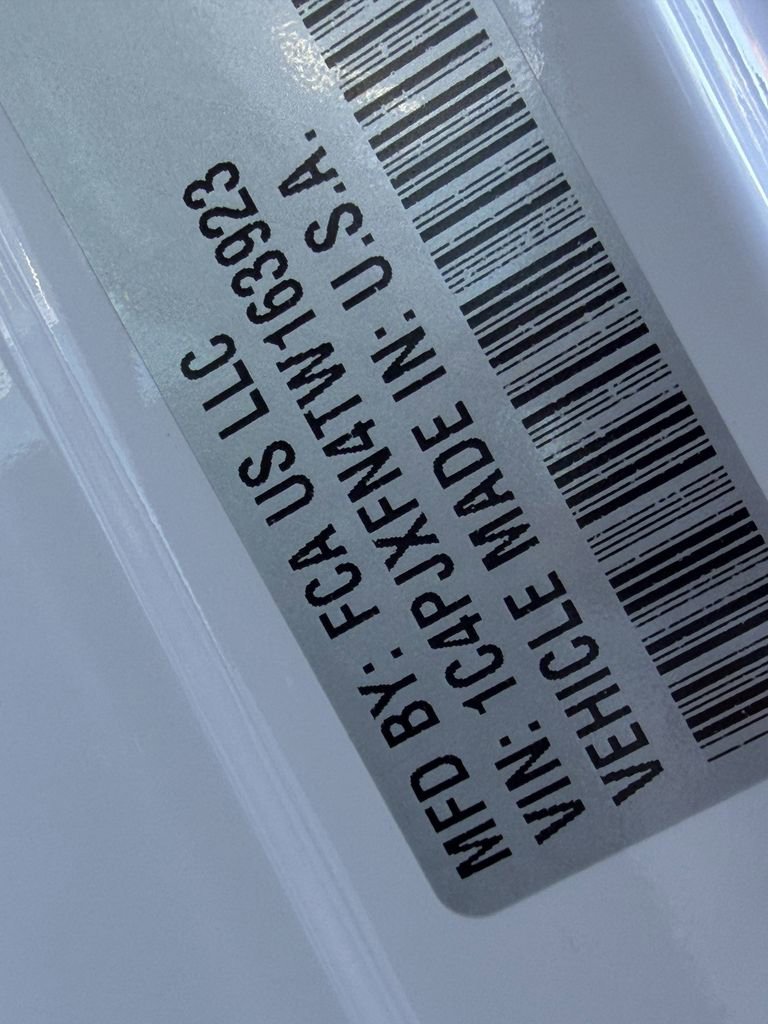 MFD BY: FCA US LLC
VIN: 1C4PJXFN4TW163923
VEHICLE MADE IN: U.S.A.